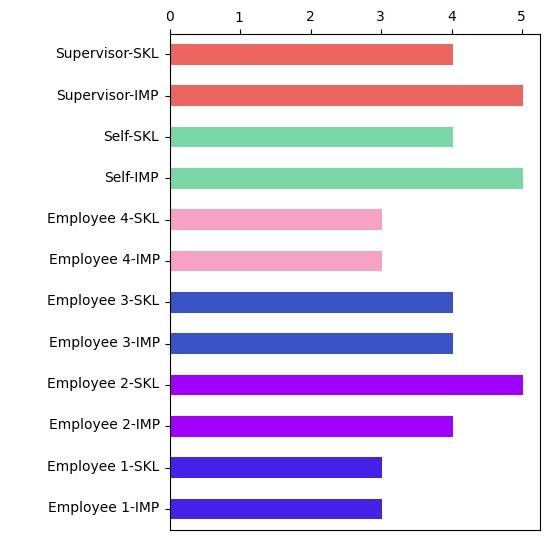 0 1 2 3 4 5
Supervisor-SKL
Supervisor-IMP
Self-SKL
Self-IMP
Employee 4-SKL
Employee 4-IMP
Employee 3-SKL
Employee 3-IMP
Employee 2-SKL
Employee 2-IMP
Employee 1-SKL
Employee 1-IMP